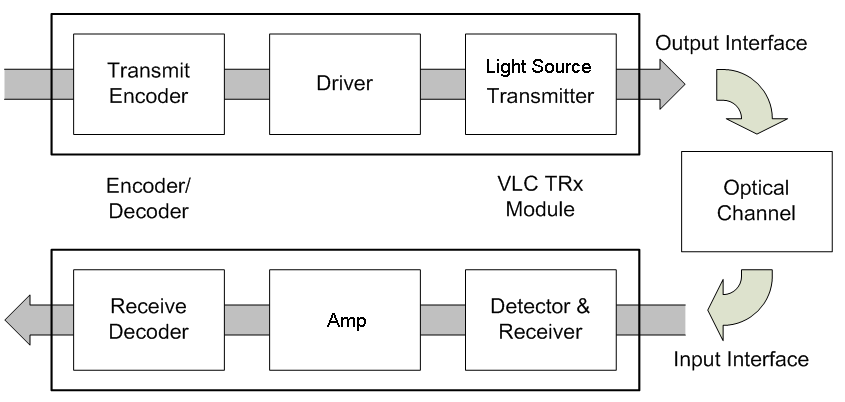 Transmit
Encoder
Driver
Light Source
Transmitter
Output Interface
Encoder/
Decoder
VLC TRx
Module
Optical
Channel
Receive
Decoder
Amp
Detector &
Receiver
Input Interface